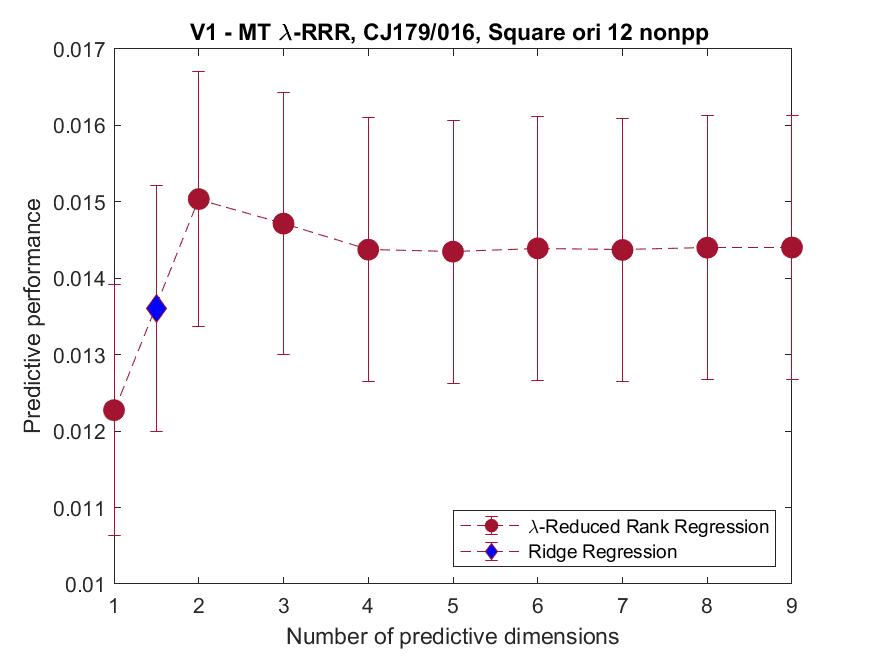 V1 - MT λ-RRR, CJ179/016, Square ori 12 nonpp
0.017
0.016
0.015
0.014
0.013
0.012
0.011
0.01
Predictive performance
1 2 3 4 5 6 7 8 9
Number of predictive dimensions
λ-Reduced Rank Regression
Ridge Regression